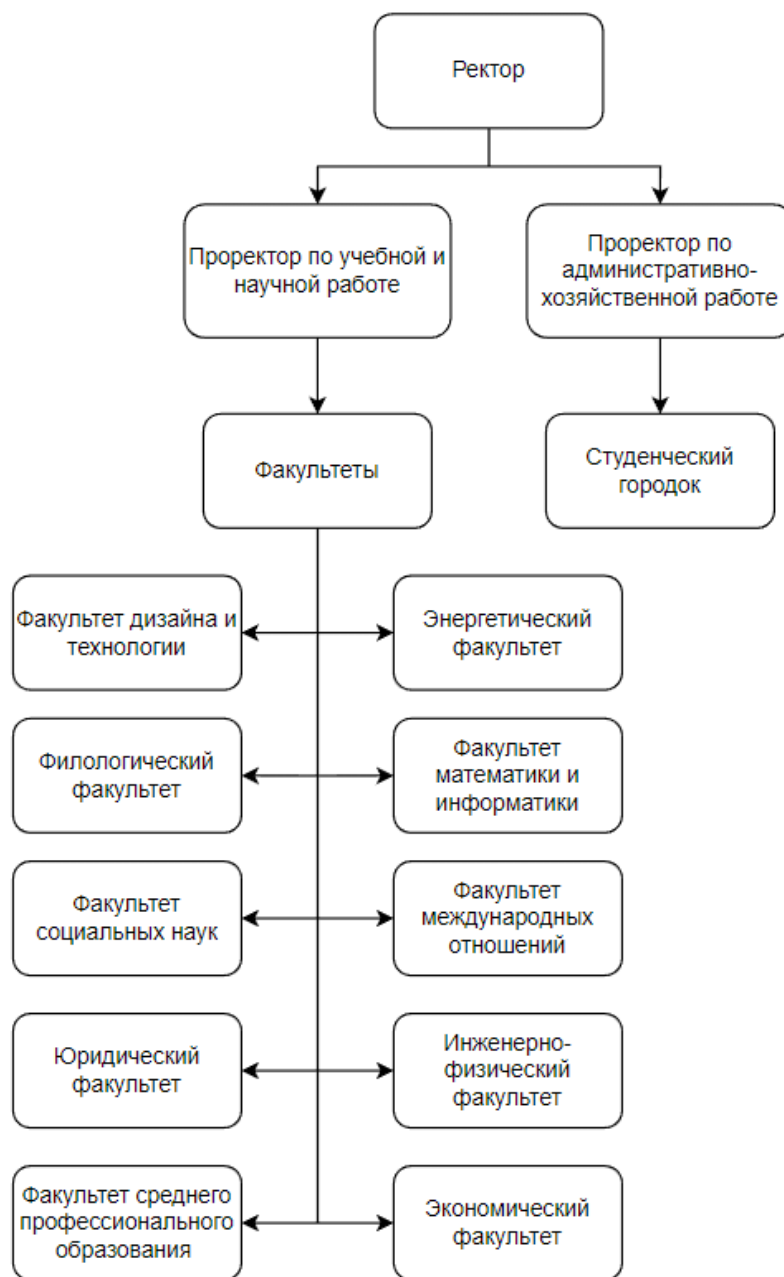 Ректор
Проректор по учебной и
научной работе
Проректор по
административно-
хозяйственной работе
Факультеты
Студенческий
городок
Факультет дизайна и
технологии
Энергетический
факультет
Филологический
факультет
Факультет
математики и
информатики
Факультет
социальных наук
Факультет
международных
отношений
Юридический
факультет
Инженерно-
физический
факультет
Факультет среднего
профессионального
образования
Экономический
факультет